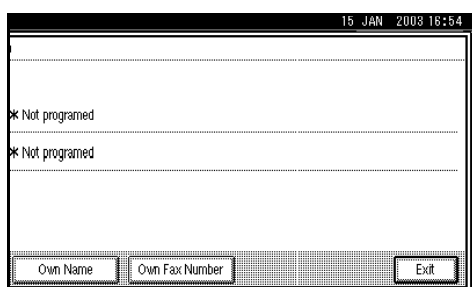 15 JAN 2003 16:54
* Not programed
* Not programed
Own Name Own Fax Number Exit